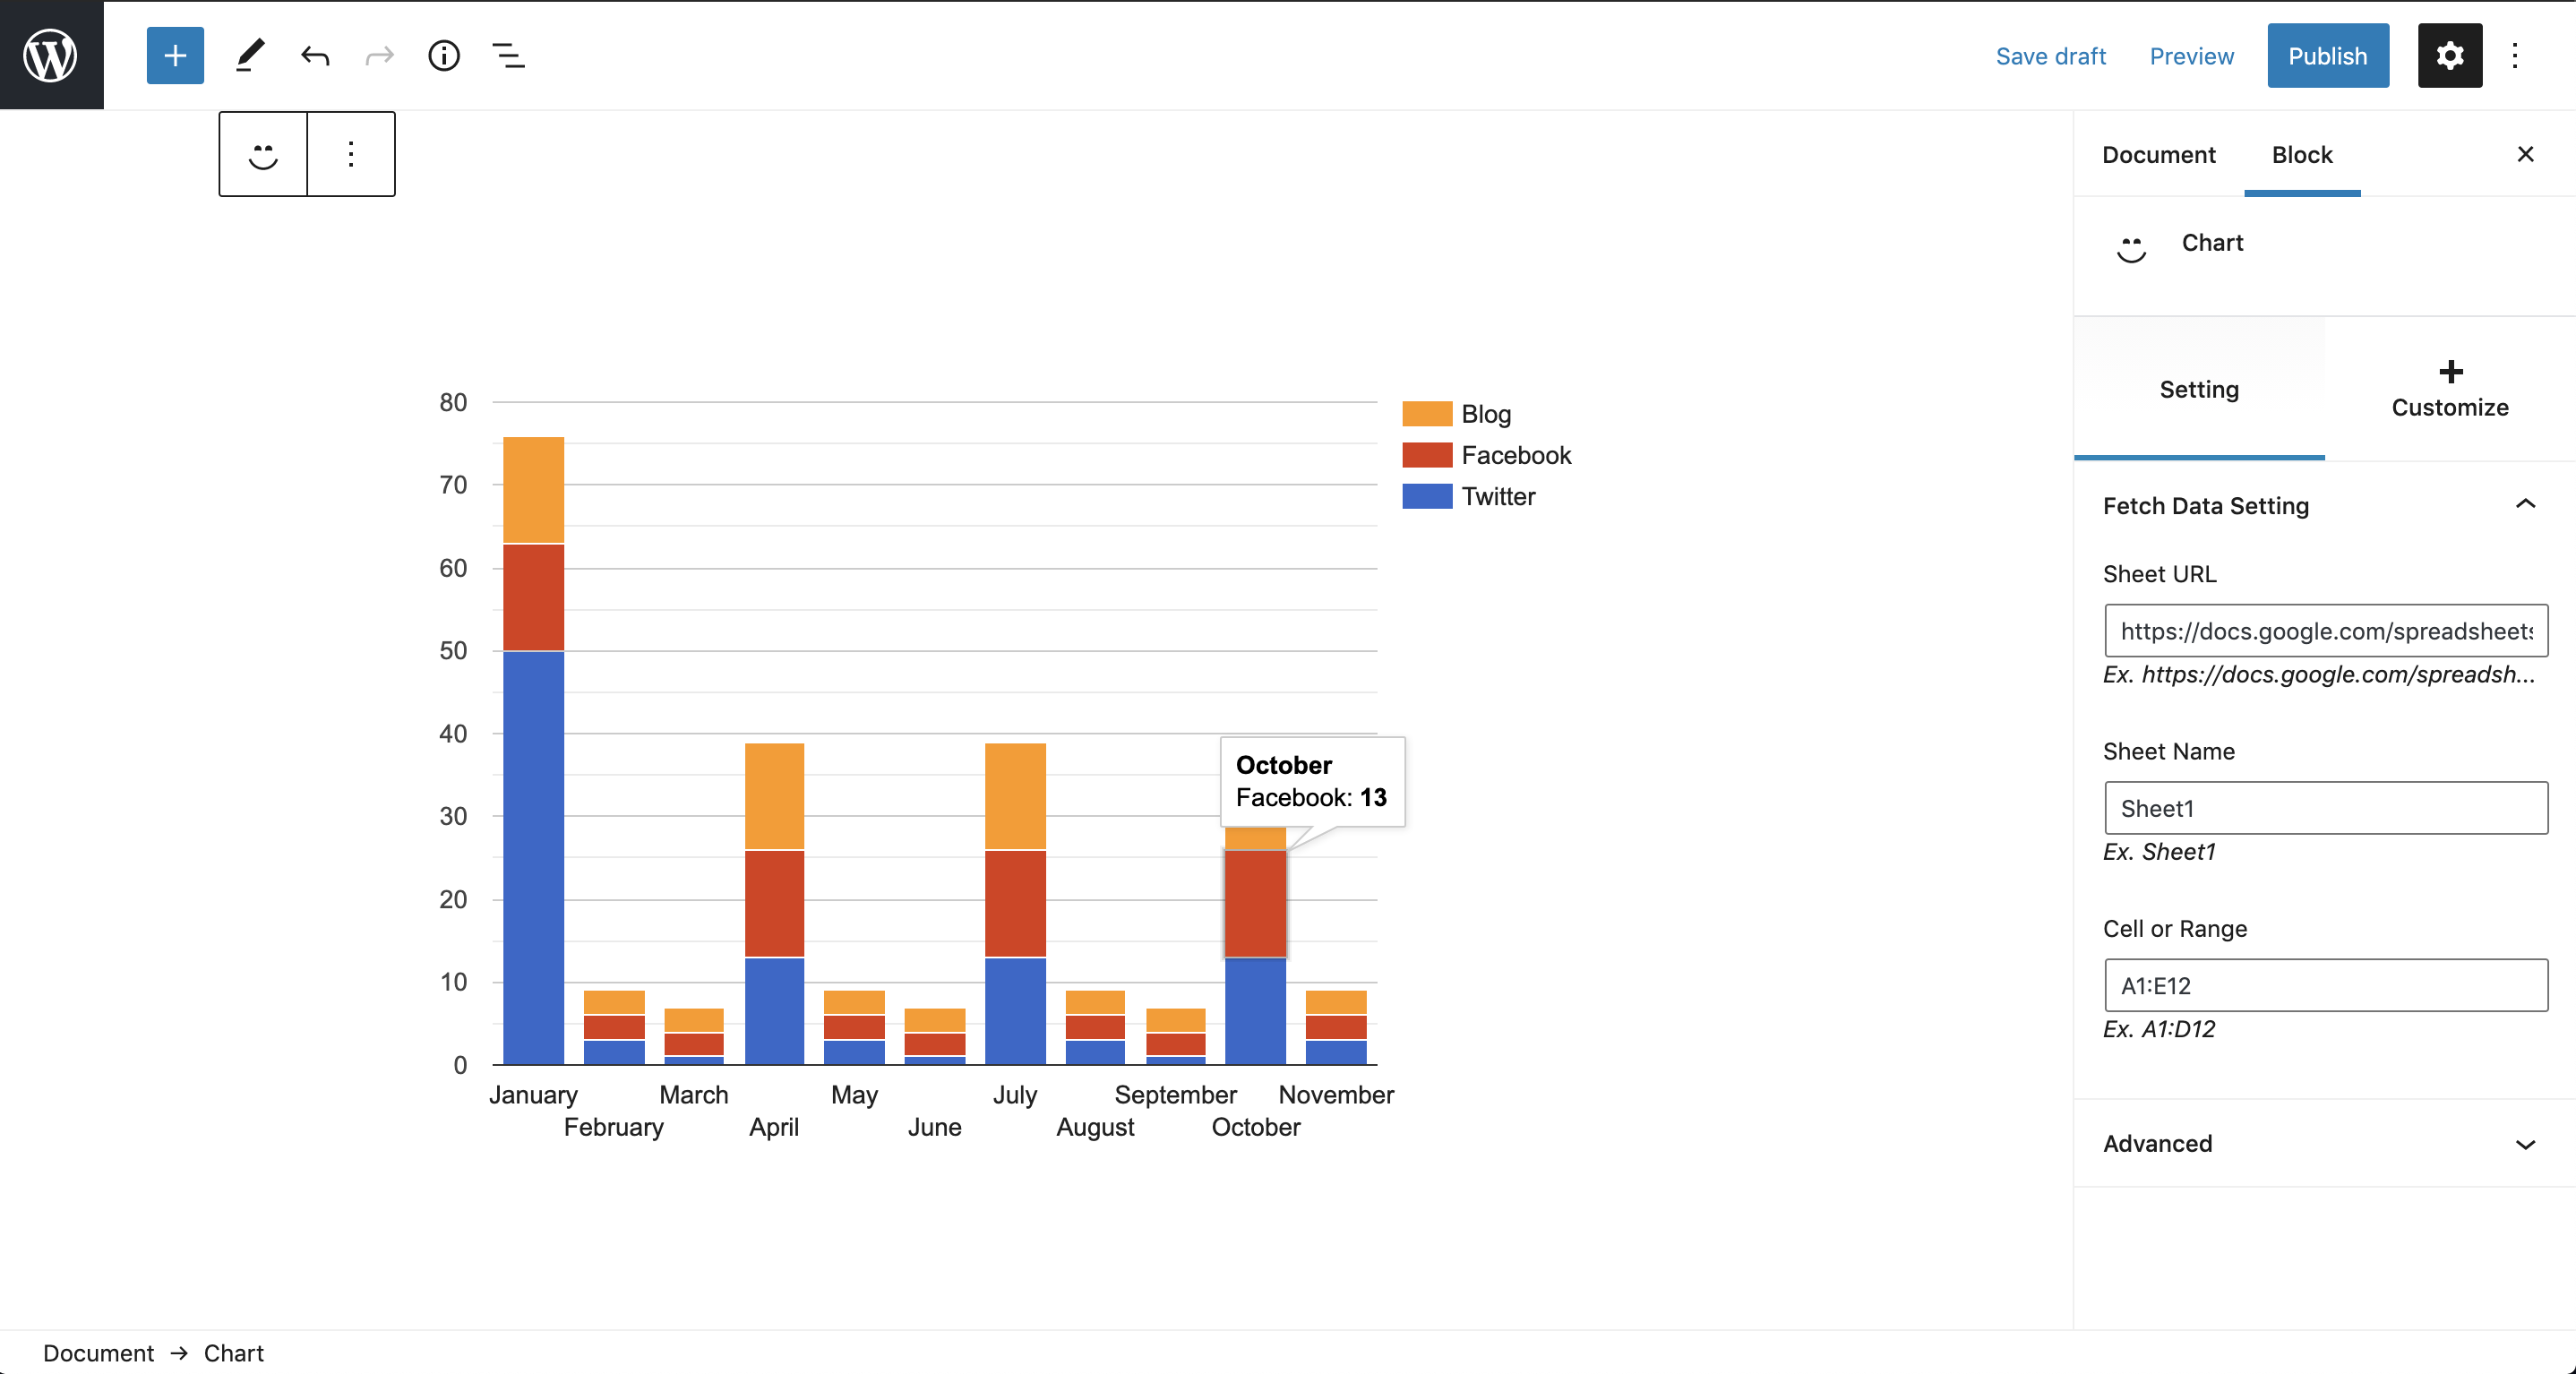 Save draft
Preview
Publish
Document
Block
Chart
Setting
Customize
Fetch Data Setting
Sheet URL
https://docs.google.com/spreadsheets
Ex. https://docs.google.com/spreadsh...
Sheet Name
Sheet1
Ex. Sheet1
Cell or Range
A1:E12
Ex. A1:D12
Advanced
80
70
60
50
40
30
20
10
0
Blog
Facebook
Twitter
October
Facebook: 13
January
February
March
April
May
June
July
August
September
October
November
Document → Chart